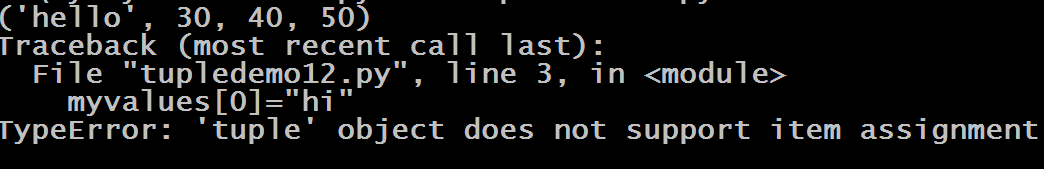 ('hello', 30, 40, 50)
Traceback (most recent call last):
  File "tupledemo12.py", line 3, in <module>
    myvalues[0]="hi"
TypeError: 'tuple' object does not support item assignment